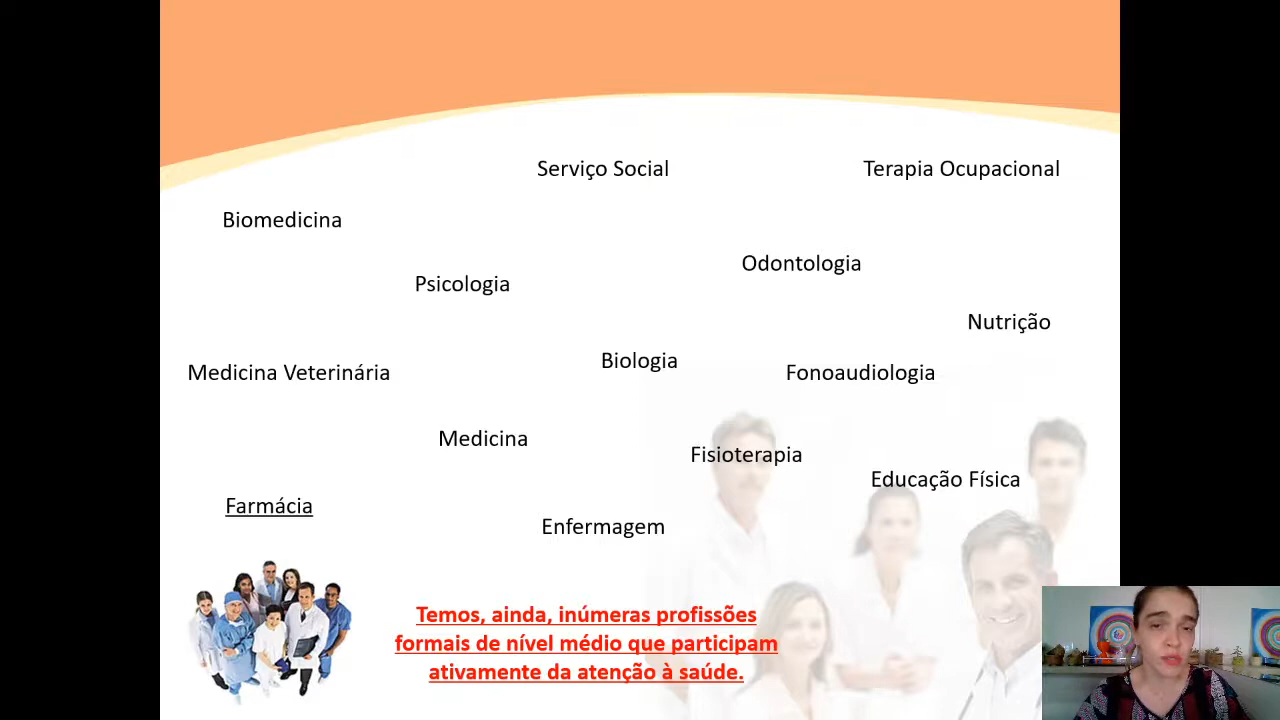 Serviço Social
Terapia Ocupacional
Biomedicina
Odontologia
Psicologia
Nutrição
Biologia
Medicina Veterinária
Fonoaudiologia
Medicina
Fisioterapia
Educação Física
Farmácia
Enfermagem
Temos, ainda, inúmeras profissões
formais de nível médio que participam
ativamente da atenção à saúde.